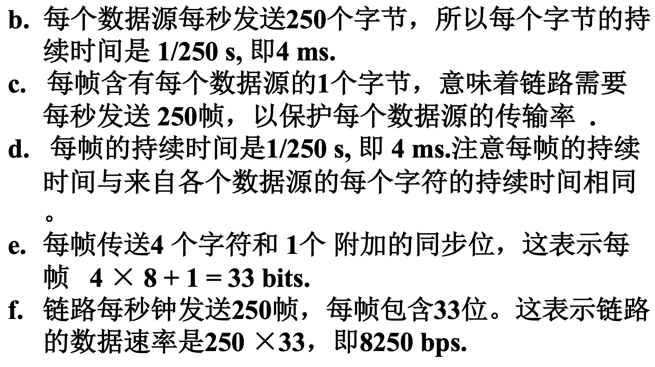 b. 每个数据源每秒发送250个字节，所以每个字节的持
续时间是 1/250 s, 即4 ms.
c. 每帧含有每个数据源的1个字节，意味着链路需要
每秒发送 250帧，以保护每个数据源的传输率 .
d. 每帧的持续时间是1/250 s, 即 4 ms.注意每帧的持续
时间与来自各个数据源的每个字符的持续时间相同
。
e. 每帧传送4 个字符和 1个 附加的同步位，这表示每
帧 4 × 8 + 1 = 33 bits.
f. 链路每秒钟发送250帧，每帧包含33位。这表示链路
的数据速率是250 ×33，即8250 bps.